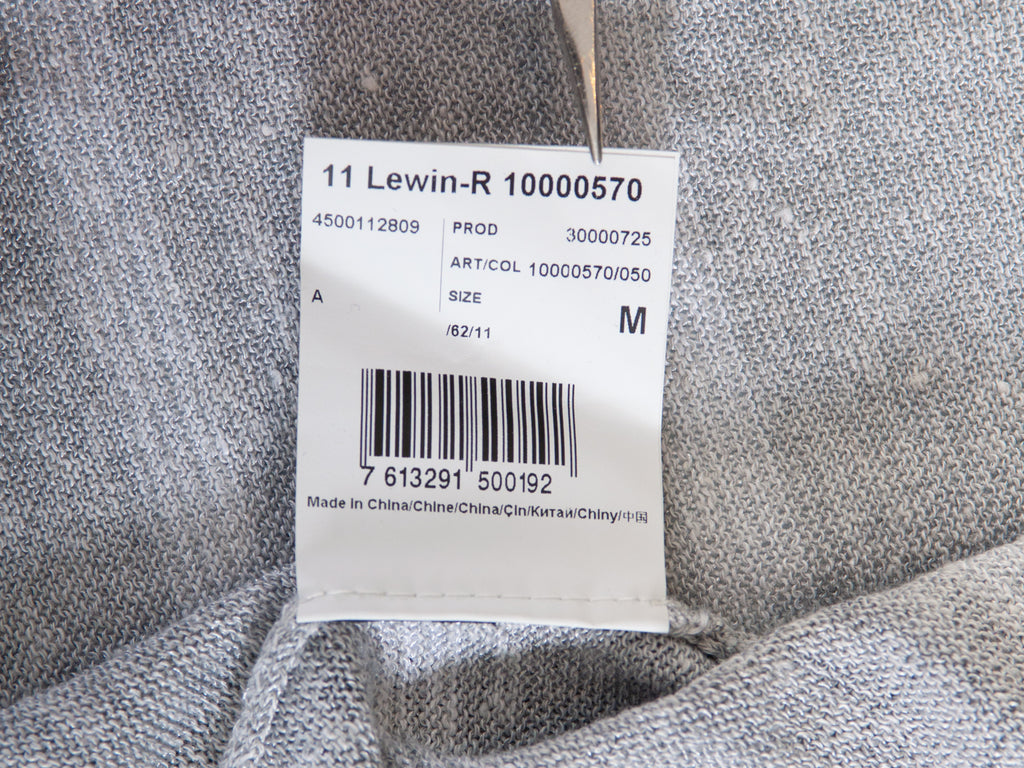 11 Lewin-R 10000570
4500112809
PROD 30000725
ART/COL 10000570/050
A
SIZE M
/62/11
7 613291 500192
Made in China/Chine/China/Çin/Китай/Chiny/中国